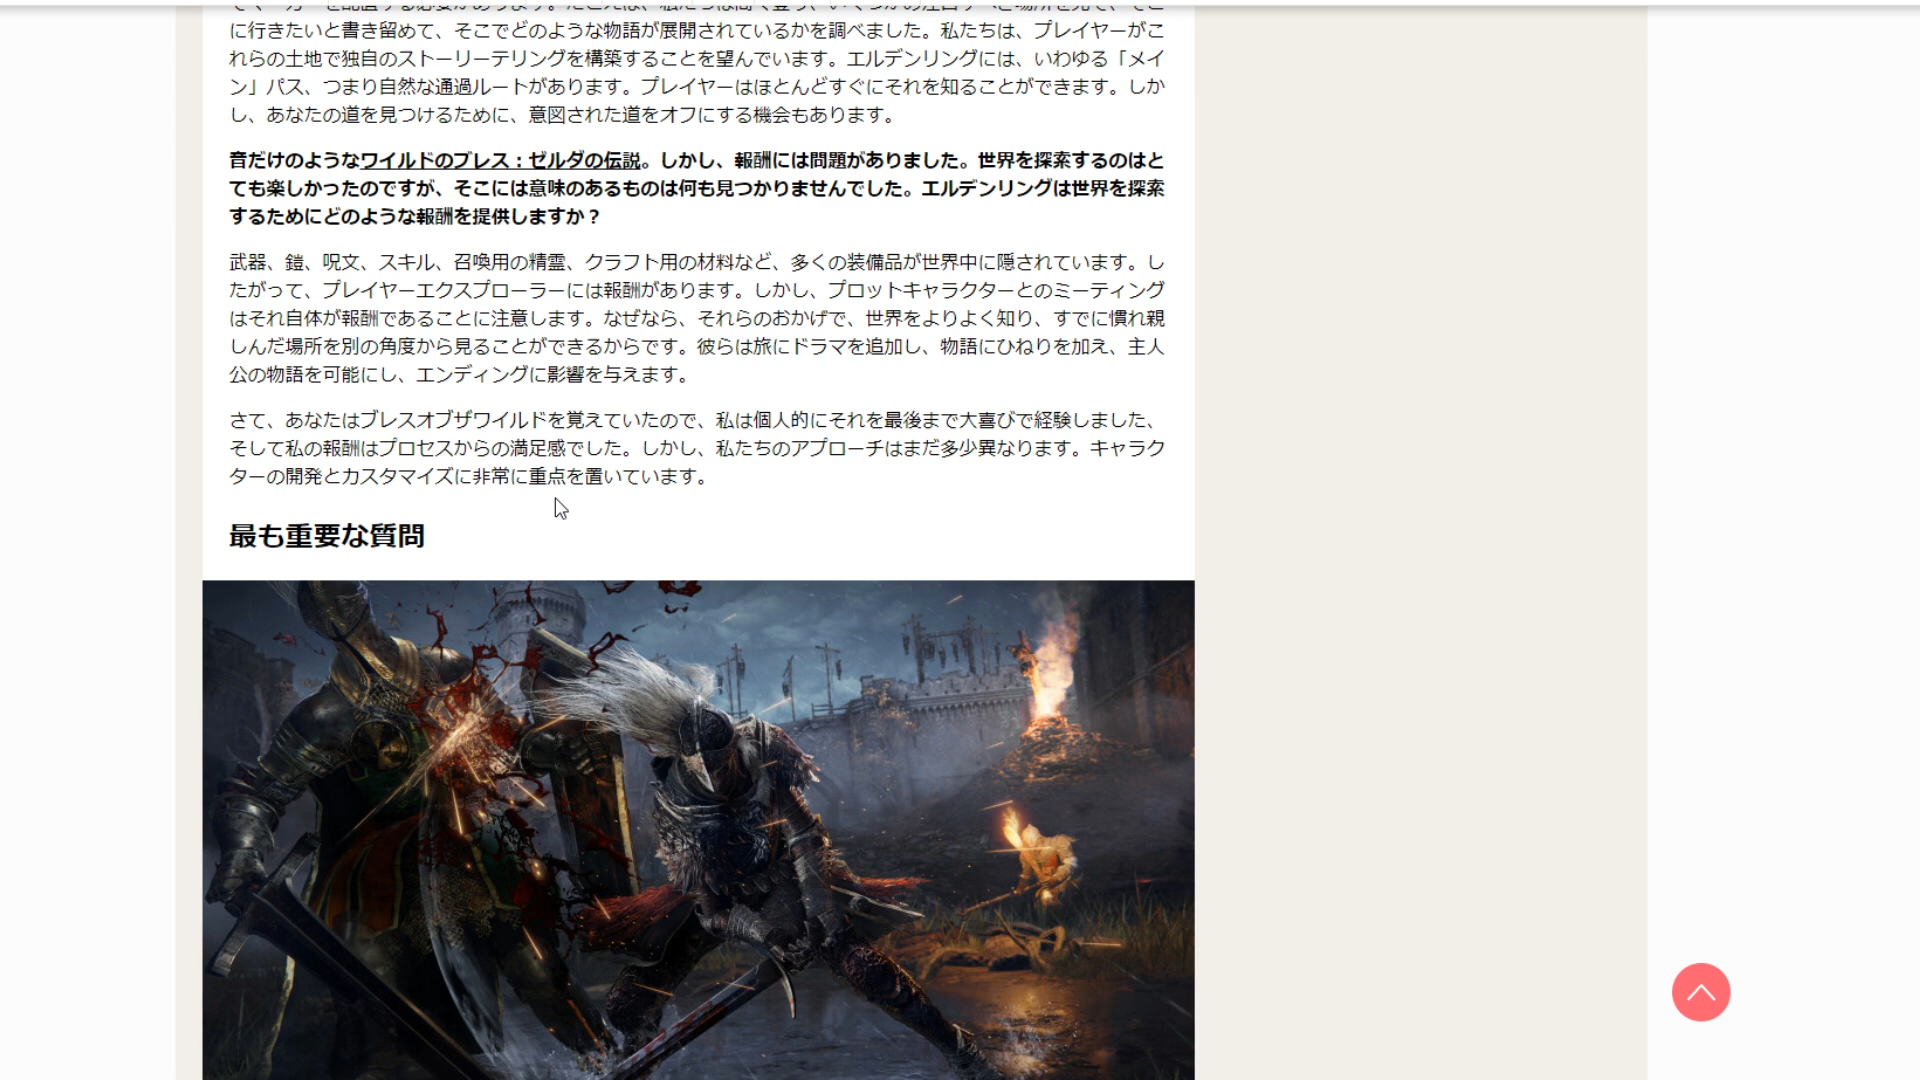 に行きたいと書き留めて、そこでどのような物語が展開されているかを調べました。私たちは、プレイヤーがこ
れらの土地で独自のストーリーテリングを構築することを望んでいます。エルデンリングには、いわゆる「メイ
ン」パス、つまり自然な通過ルートがあります。プレイヤーはほとんどすぐにそれを知ることができます。しか
し、あなたの道を見つけるために、意図された道をオフにする機会もあります。
音だけのようなワイルドのブレス：ゼルダの伝説。しかし、報酬には問題がありました。世界を探索するのはと
ても楽しかったのですが、そこには意味のあるものは何も見つかりませんでした。エルデンリングは世界を探索
するためにどのような報酬を提供しますか？
武器、鎧、呪文、スキル、召喚用の精霊、クラフト用の材料など、多くの装備品が世界中に隠されています。し
たがって、プレイヤーエクスプローラーには報酬があります。しかし、プロットキャラクターとのミーティング
はそれ自体が報酬であることに注意します。なぜなら、それらのおかげで、世界をよりよく知り、すでに慣れ親
しんだ場所を別の角度から見ることができるからです。彼らは旅にドラマを追加し、物語にひねりを加え、主人
公の物語を可能にし、エンディングに影響を与えます。
さて、あなたはブレスオブザワイルドを覚えていたので、私は個人的にそれを最後まで大喜びで経験しました、
そして私の報酬はプロセスからの満足感でした。しかし、私たちのアプローチはまだ多少異なります。キャラク
ターの開発とカスタマイズに非常に重点を置いています。
最も重要な質問